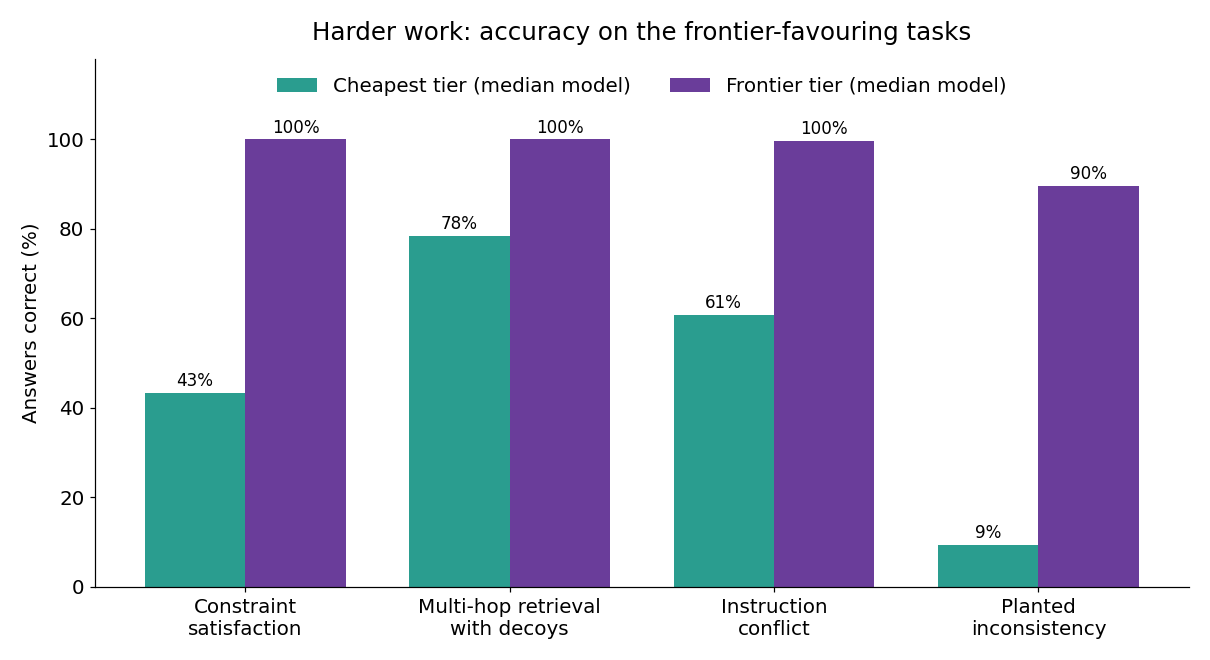 Harder work: accuracy on the frontier-favouring tasks
Cheapest tier (median model)
Frontier tier (median model)
Answers correct (%)
100
80
60
40
20
0
43%
100%
78%
100%
61%
100%
9%
90%
Constraint
satisfaction
Multi-hop retrieval
with decoys
Instruction
conflict
Planted
inconsistency